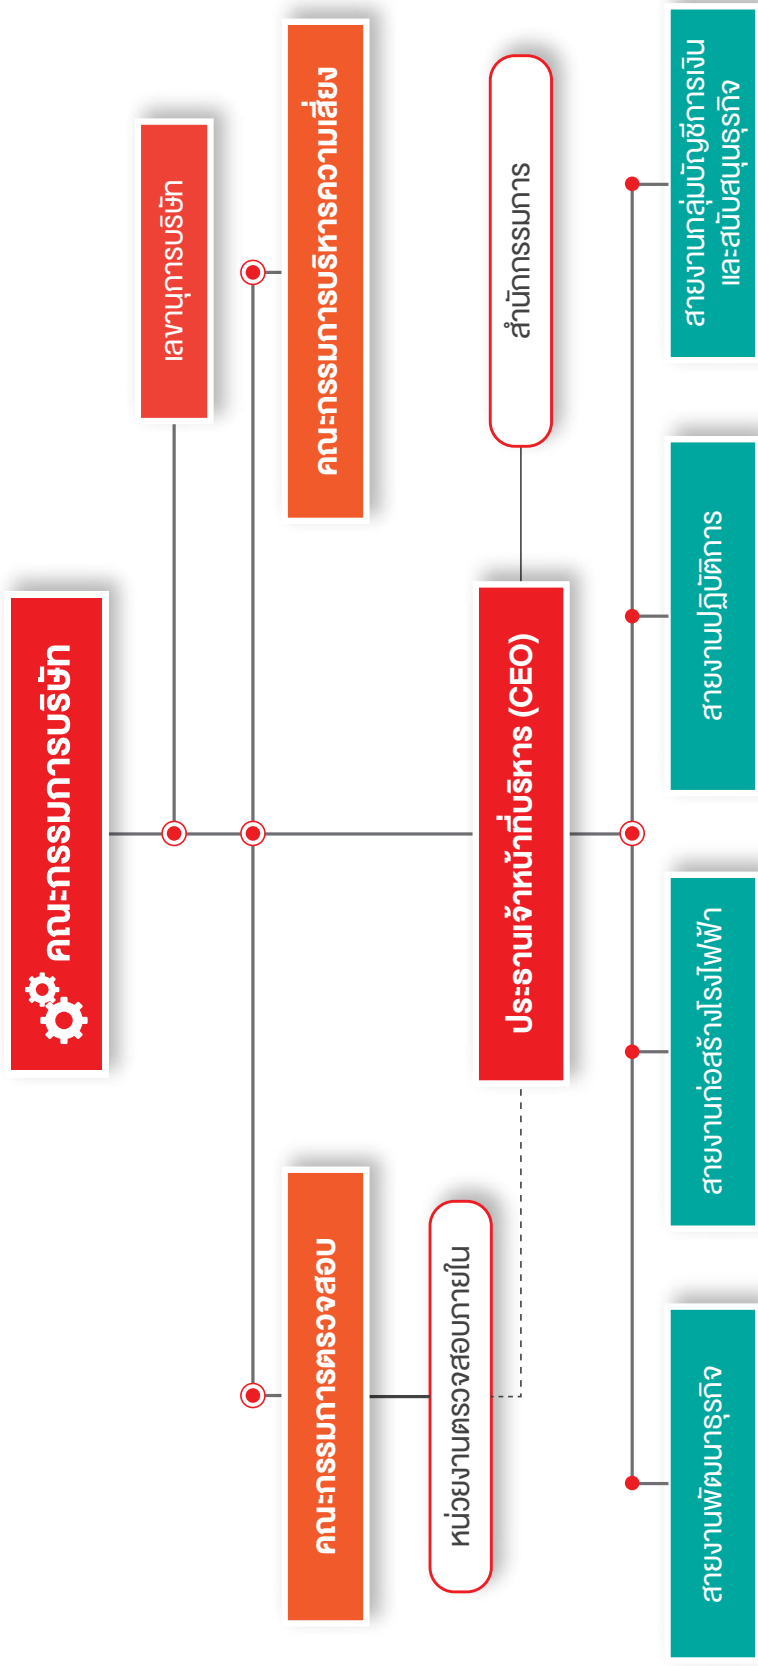 คณะกรรมการบริษัท
เลขานุการบริษัท
คณะกรรมการตรวจสอบ
คณะกรรมการบริหารความเสี่ยง
หน่วยงานตรวจสอบภายใน
ประธานเจ้าหน้าที่บริหาร (CEO)
สำนักกรรมการ
สายงานพัฒนาธุรกิจ
สายงานก่อสร้างโรงไฟฟ้า
สายงานปฏิบัติการ
สายงานกลุ่มบัญชีการเงิน
และสนับสนุนธุรกิจ